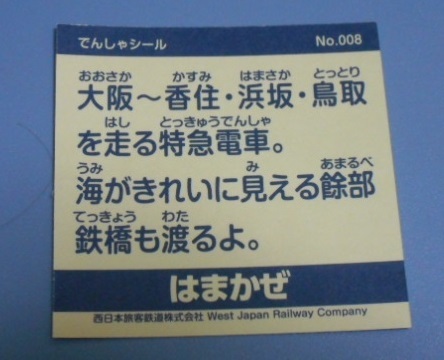 でんしゃシール No.008
おおさか かすみ はまさか とっとり
大阪～香住・浜坂・鳥取
はし とっきゅうでんしゃ
を走る特急電車。
うみ み あまるべ
海がきれいに見える餘部
てっきょう わた
鉄橋も渡るよ。
はまかぜ
西日本旅客鉄道株式会社 West Japan Railway Company